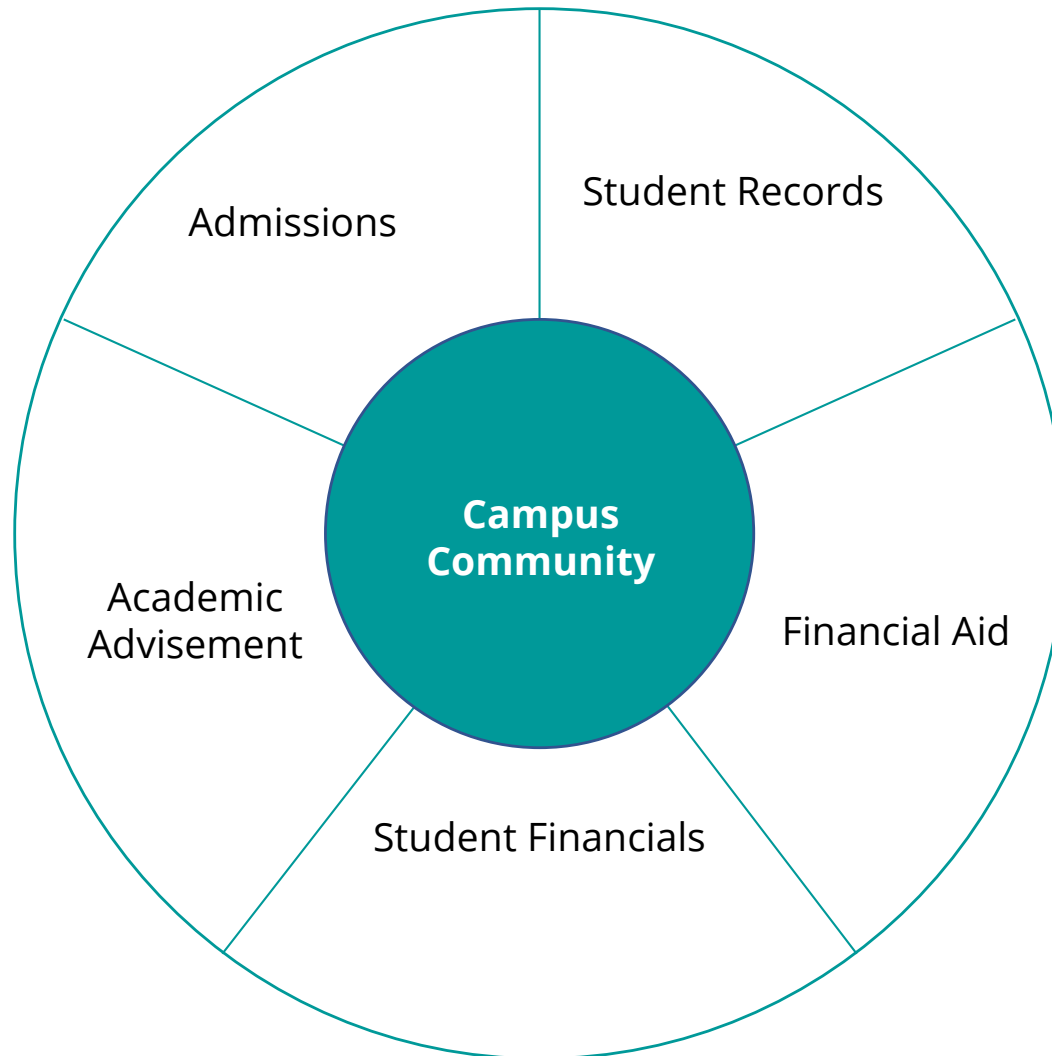 Admissions
Student Records
Campus
Community
Academic
Advisement
Financial Aid
Student Financials